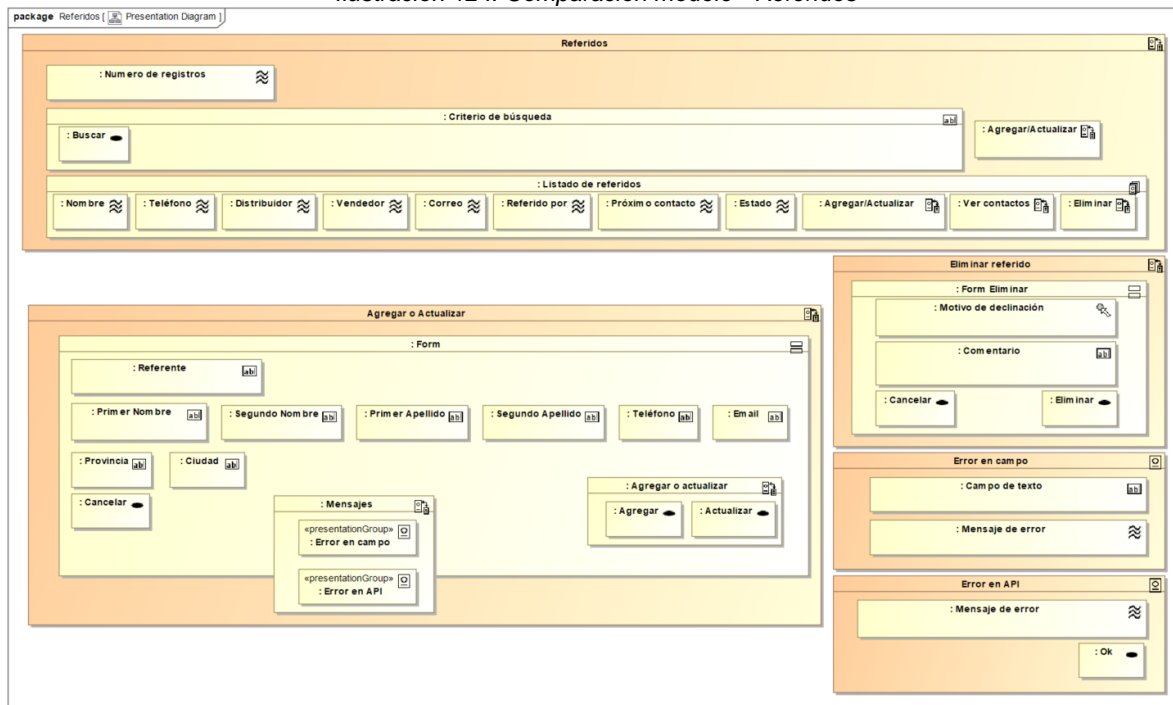 package Referidos [ Presentation Diagram ]
Referidos
: Numero de registros
: Criterio de búsqueda
: Buscar
: Agregar/Actualizar
: Listado de referidos
: Nombre
: Teléfono
: Distribuidor
: Vendedor
: Correo
: Referido por
: Próximo contacto
: Estado
: Agregar/Actualizar
: Ver contactos
: Eliminar
Eliminar referido
: Form Eliminar
: Motivo de declinación
: Comentario
: Cancelar
: Eliminar
Agregar o Actualizar
: Form
: Referente
: Primer Nombre
: Segundo Nombre
: Primer Apellido
: Segundo Apellido
: Teléfono
: Email
: Provincia
: Ciudad
: Cancelar
: Mensajes
«presentationGroup»
: Error en campo
«presentationGroup»
: Error en API
: Agregar o actualizar
: Agregar
: Actualizar
Error en campo
: Campo de texto
: Mensaje de error
Error en API
: Mensaje de error
: Ok